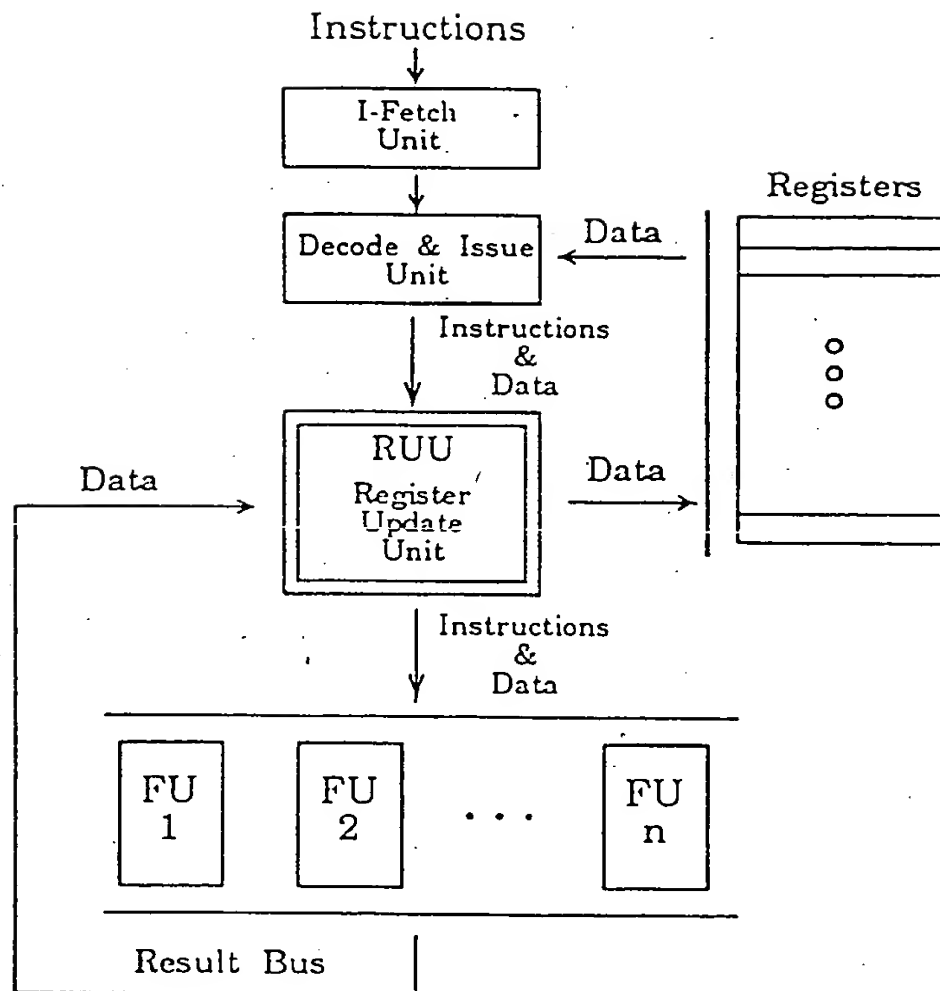 Instructions
I-Fetch
Unit
Registers
Decode & Issue
Unit
Data
Instructions
&
Data
RUU
Register
Update
Unit
Data
Data
Instructions
&
Data
FU
1
FU
2
. . .
FU
n
Result Bus